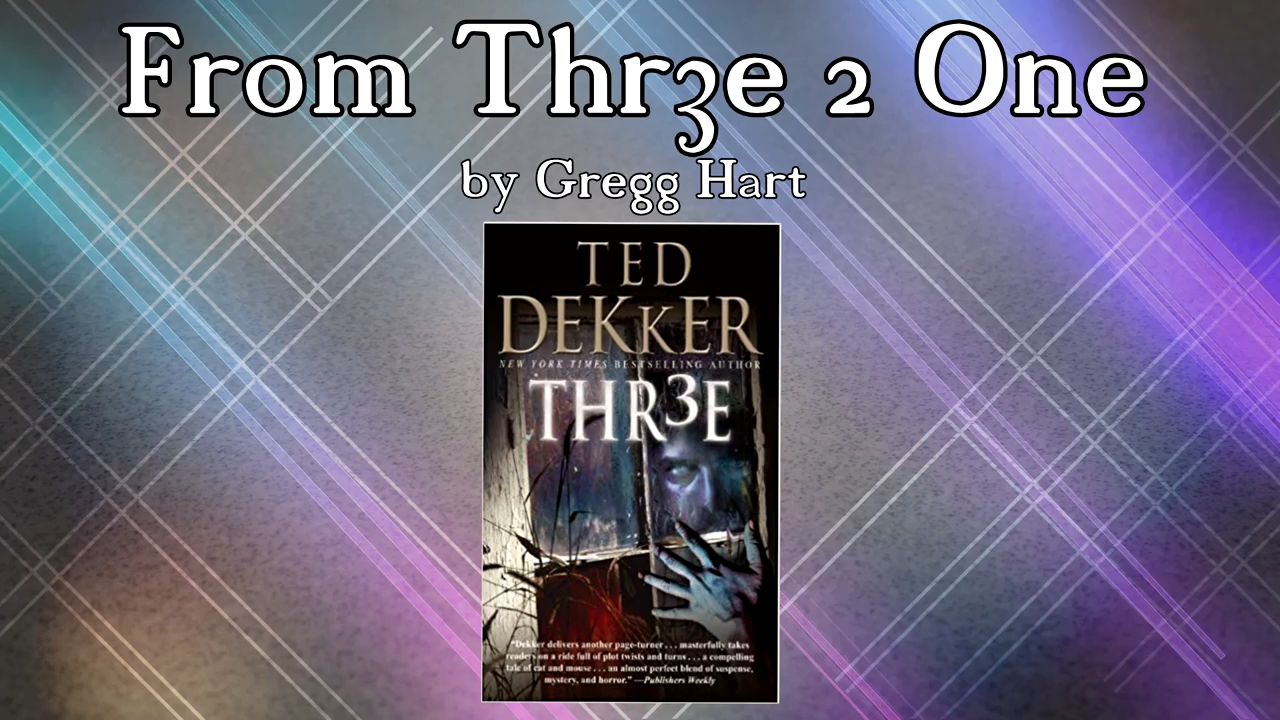 From Thr3e 2 One
by Gregg Hart
TED
DEKKER
NEW YORK TIMES BESTSELLING AUTHOR
THR3E
"Dekker delivers another page-turner . . . masterfully takes
readers on a ride full of plot twists and turns . . . a compelling
tale of cat and mouse . . . an almost perfect blend of suspense,
mystery, and horror." —Publishers Weekly